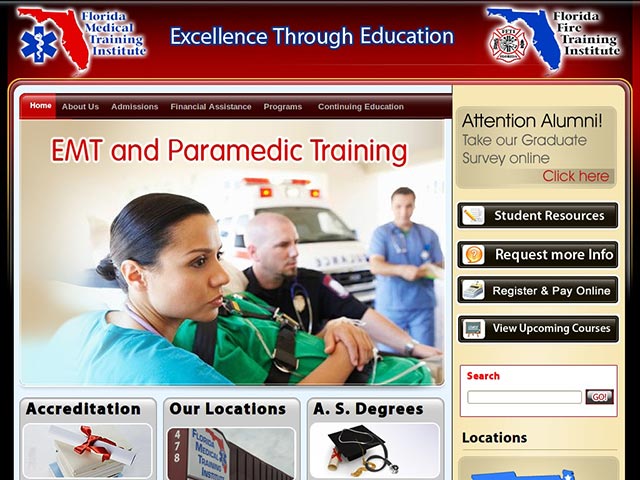 Florida
Medical
Training
Institute
Excellence Through Education
Florida
Fire
Training
Institute
Home About Us Admissions Financial Assistance Programs Continuing Education
EMT and Paramedic Training
Attention Alumni!
Take our Graduate
Survey online
Click here
Student Resources
Request more Info
Register & Pay Online
View Upcoming Courses
Search
GO!
Accreditation
Our Locations
A. S. Degrees
Locations
478
FLORIDA
MEDICAL
TRAINING
INSTITUTE